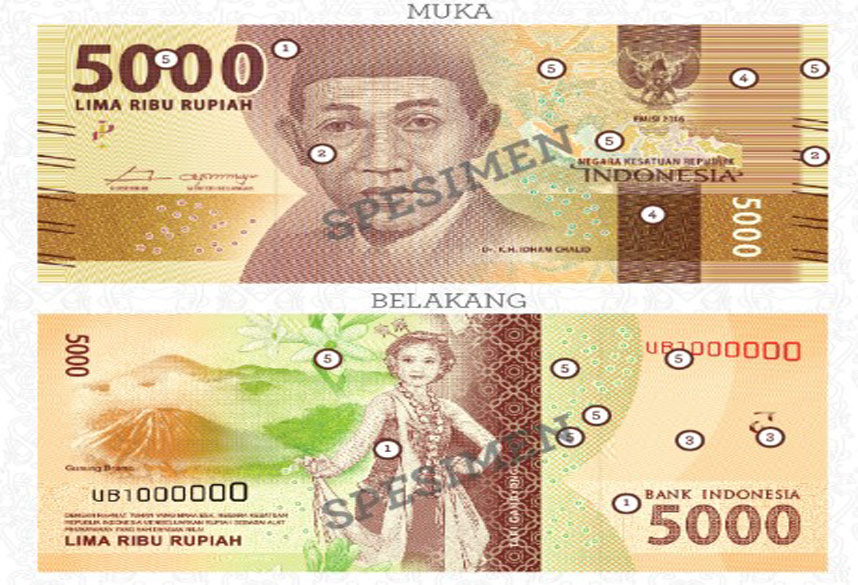 MUKA
5000
LIMA RIBU RUPIAH
1
5
5
4
5
EMISI 2016
2
5
2
NEGARA KESATUAN REPUBLIK
INDONESIA
SPESIMEN
4
5000
Dr. K.H. IDHAM CHALID
BELAKANG
5000
5
5
UB1000000
5
5
5
1
3
3
Gunung Bromo
UB1000000
SPESIMEN
1
BANK INDONESIA
5000
DENGAN RAHMAT TUHAN YANG MAHA ESA, NEGARA KESATUAN
REPUBLIK INDONESIA MENGELUARKAN RUPIAH SEBAGAI ALAT
PEMBAYARAN YANG SAH DENGAN NILAI
LIMA RIBU RUPIAH